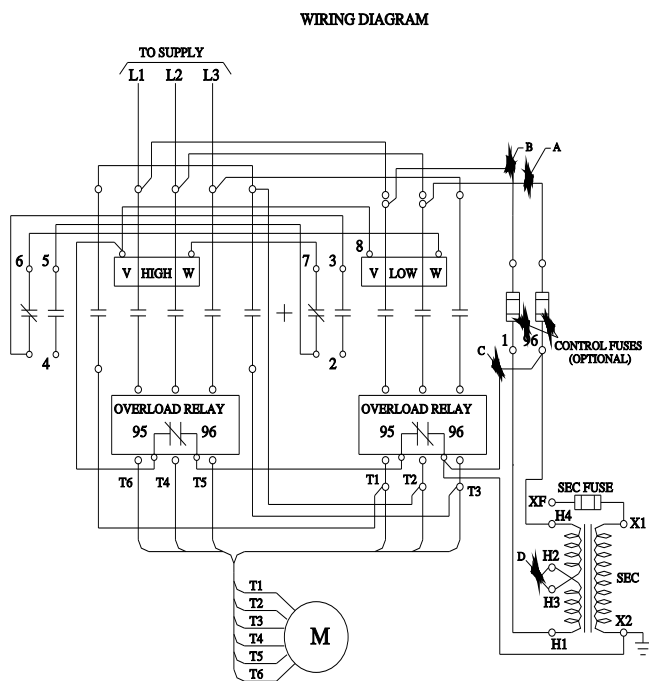 WIRING DIAGRAM
TO SUPPLY
L1 L2 L3
B A
6 5 7 3 8
V HIGH W
V LOW W
4 2
1 96
C
CONTROL FUSES
(OPTIONAL)
OVERLOAD RELAY
95 96
OVERLOAD RELAY
95 96
T6 T4 T5
T1 T2 T3
SEC FUSE
XF
H4 X1
D H2
SEC
H3
H1 X2
T1
T2
T3
T4
T5
T6
M